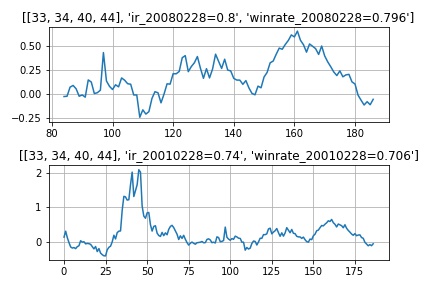 [[33, 34, 40, 44], 'ir_20080228=0.8', 'winrate_20080228=0.796']
0.50
0.25
0.00
−0.25
80 100 120 140 160 180
[[33, 34, 40, 44], 'ir_20010228=0.74', 'winrate_20010228=0.706']
2
1
0
0 25 50 75 100 125 150 175